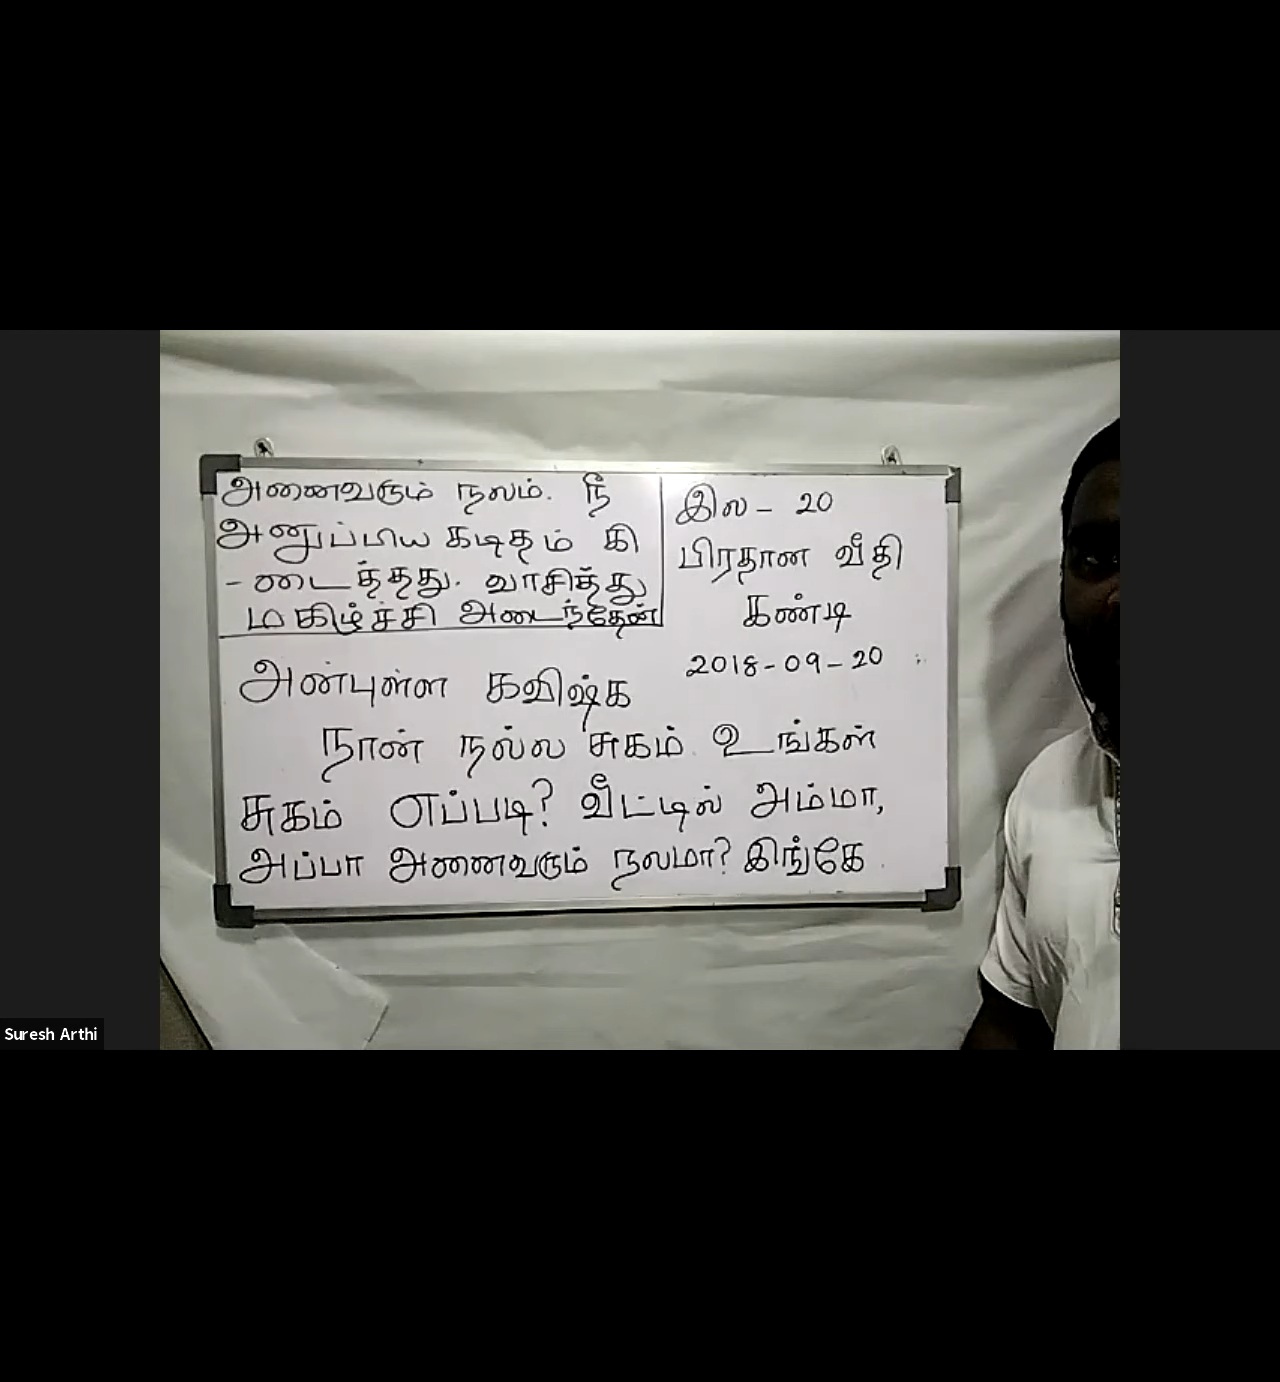 அனைவரும் நலம். நீ
அனுப்பிய கடிதம் கி
- டைத்தது. வாசித்து
மகிழ்ச்சி அடைந்தேன்
இல - 20
பிரதான வீதி
கண்டி
2018-09-20
அன்புள்ள கவிஷ்க
நான் நல்ல சுகம் உங்கள்
சுகம் எப்படி? வீட்டில் அம்மா,
அப்பா அனைவரும் நலமா? இங்கே
Suresh Arthi